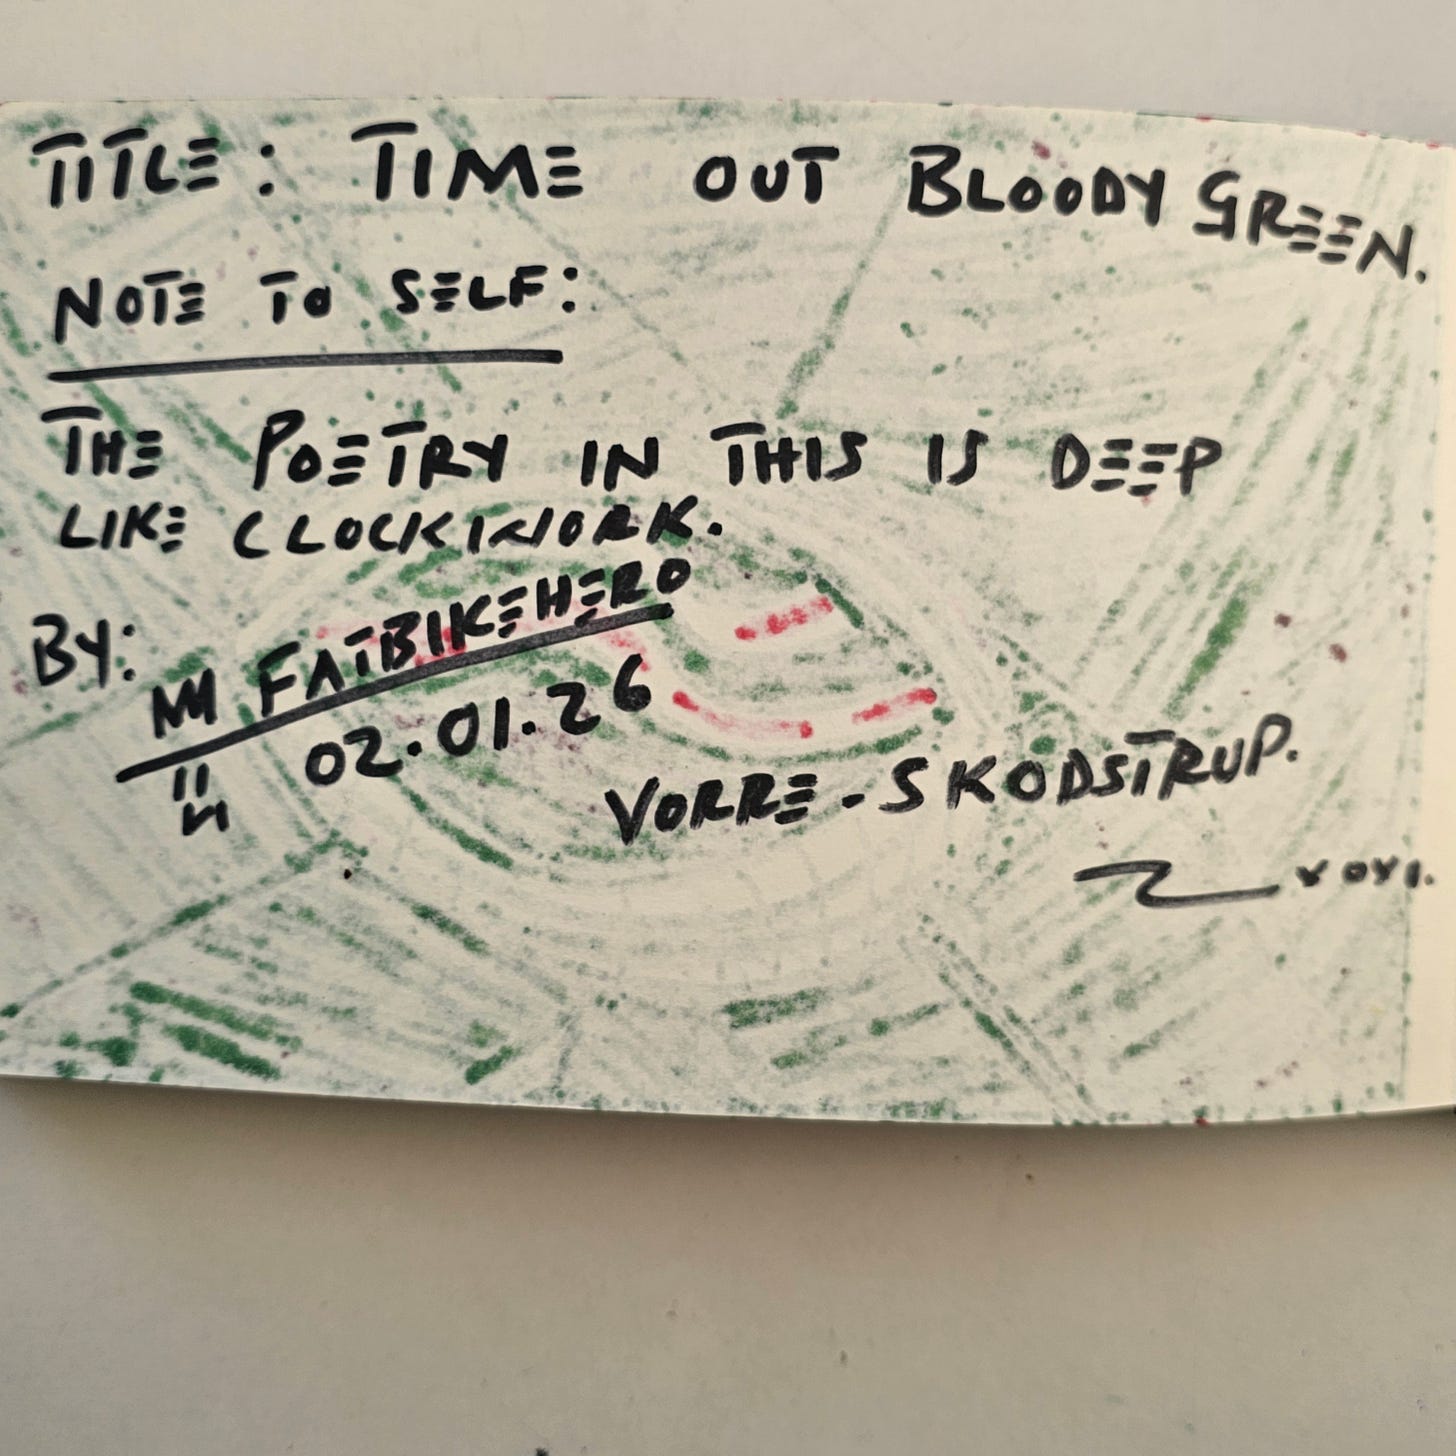 TITLE: TIME OUT BLOODY GREEN.
NOTE TO SELF:
THE POETRY IN THIS IS DEEP
LIKE CLOCKWORK.
BY: FATBIKEHERO
02.01.26
VORRE-SKODSTRUP.